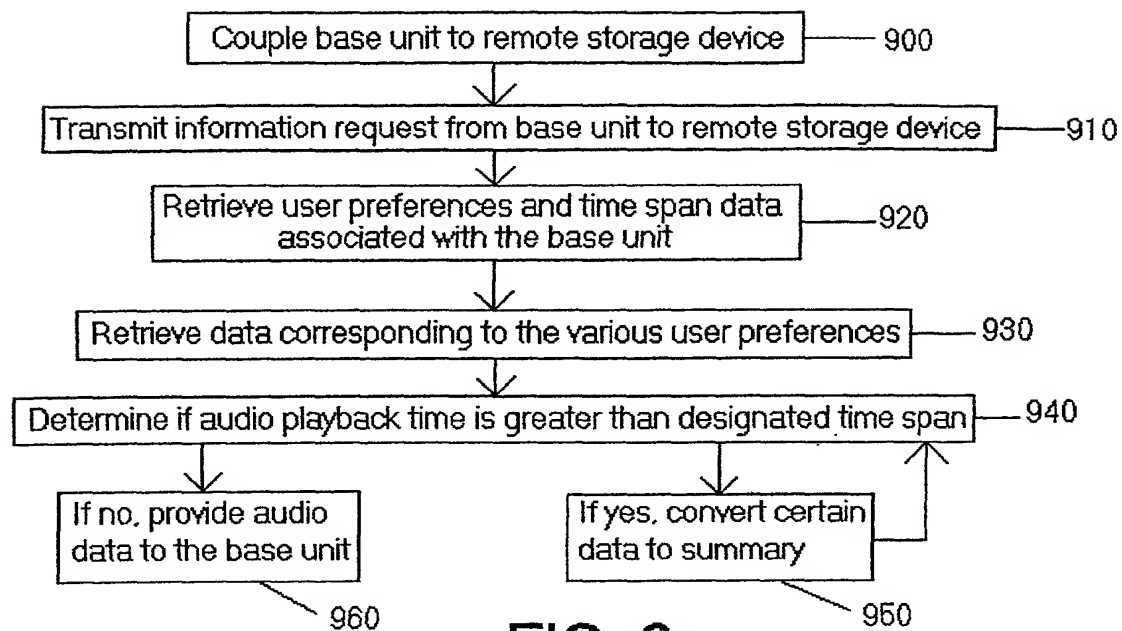 Couple base unit to remote storage device
900
Transmit information request from base unit to remote storage device
910
Retrieve user preferences and time span data
associated with the base unit
920
Retrieve data corresponding to the various user preferences
930
Determine if audio playback time is greater than designated time span
940
If no, provide audio
data to the base unit
960
If yes, convert certain
data to summary
950